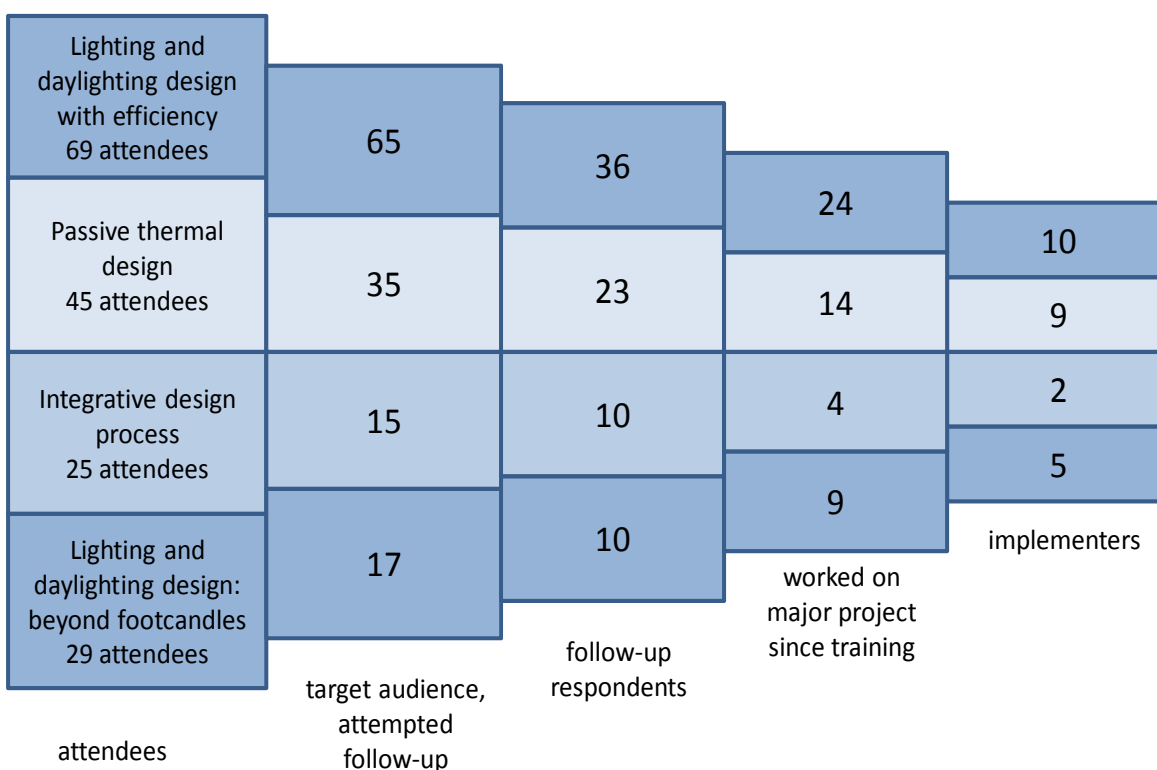 Lighting and
daylighting design
with efficiency
69 attendees
Passive thermal
design
45 attendees
Integrative design
process
25 attendees
Lighting and
daylighting design:
beyond footcandles
29 attendees
attendees
65
35
15
17
target audience,
attempted
follow-up
36
23
10
10
follow-up
respondents
24
14
4
9
worked on
major project
since training
10
9
2
5
implementers